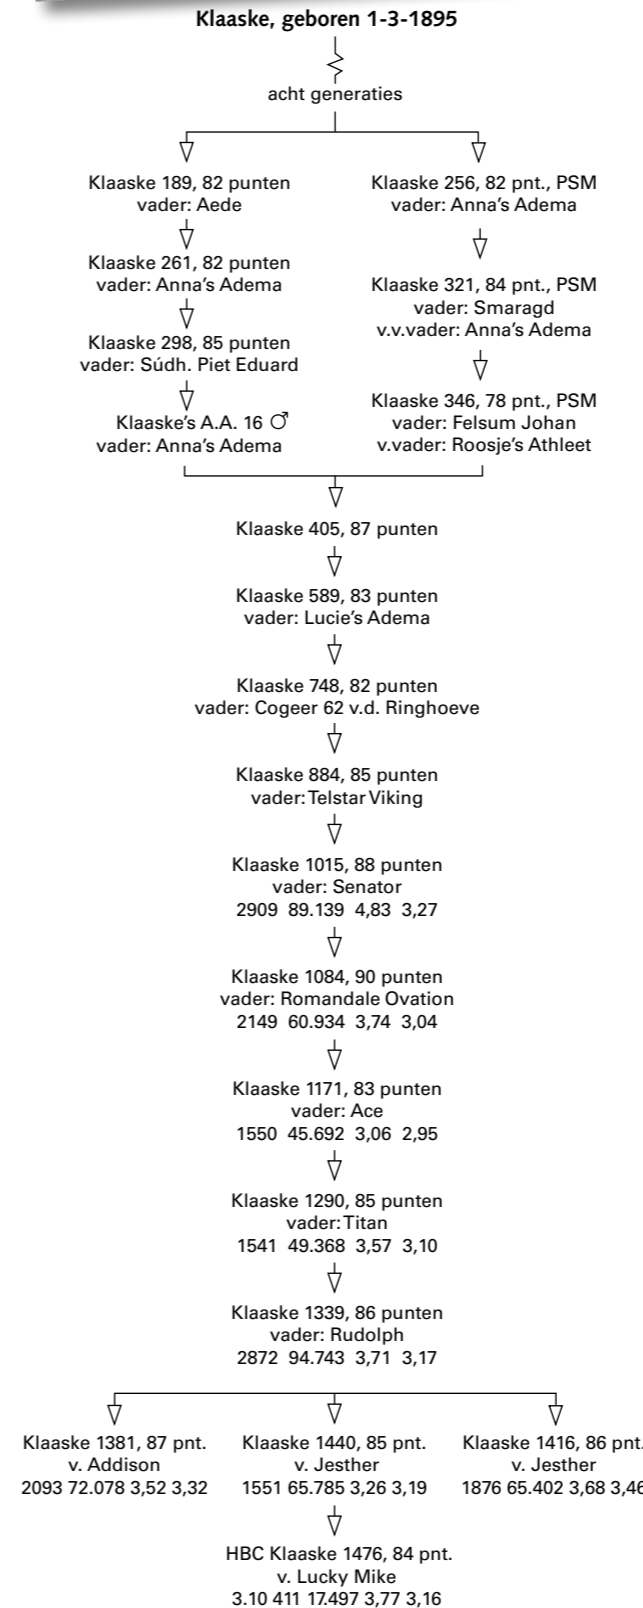 Klaaske, geboren 1-3-1895
acht generaties
Klaaske 189, 82 punten
vader: Aede
Klaaske 261, 82 punten
vader: Anna's Adema
Klaaske 298, 85 punten
vader: Súdh. Piet Eduard
Klaaske's A.A. 16 ♂
vader: Anna's Adema
Klaaske 256, 82 pnt., PSM
vader: Anna's Adema
Klaaske 321, 84 pnt., PSM
vader: Smaragd
v.v.vader: Anna's Adema
Klaaske 346, 78 pnt., PSM
vader: Felsum Johan
v.vader: Roosje's Athleet
Klaaske 405, 87 punten
Klaaske 589, 83 punten
vader: Lucie's Adema
Klaaske 748, 82 punten
vader: Cogeer 62 v.d. Ringhoeve
Klaaske 884, 85 punten
vader: Telstar Viking
Klaaske 1015, 88 punten
vader: Senator
2909 89.139 4,83 3,27
Klaaske 1084, 90 punten
vader: Romandale Ovation
2149 60.934 3,74 3,04
Klaaske 1171, 83 punten
vader: Ace
1550 45.692 3,06 2,95
Klaaske 1290, 85 punten
vader: Titan
1541 49.368 3,57 3,10
Klaaske 1339, 86 punten
vader: Rudolph
2872 94.743 3,71 3,17
Klaaske 1381, 87 pnt.
v. Addison
2093 72.078 3,52 3,32
Klaaske 1440, 85 pnt.
v. Jesther
1551 65.785 3,26 3,19
Klaaske 1416, 86 pnt.
v. Jesther
1876 65.402 3,68 3,46
HBC Klaaske 1476, 84 pnt.
v. Lucky Mike
3.10 411 17.497 3,77 3,16